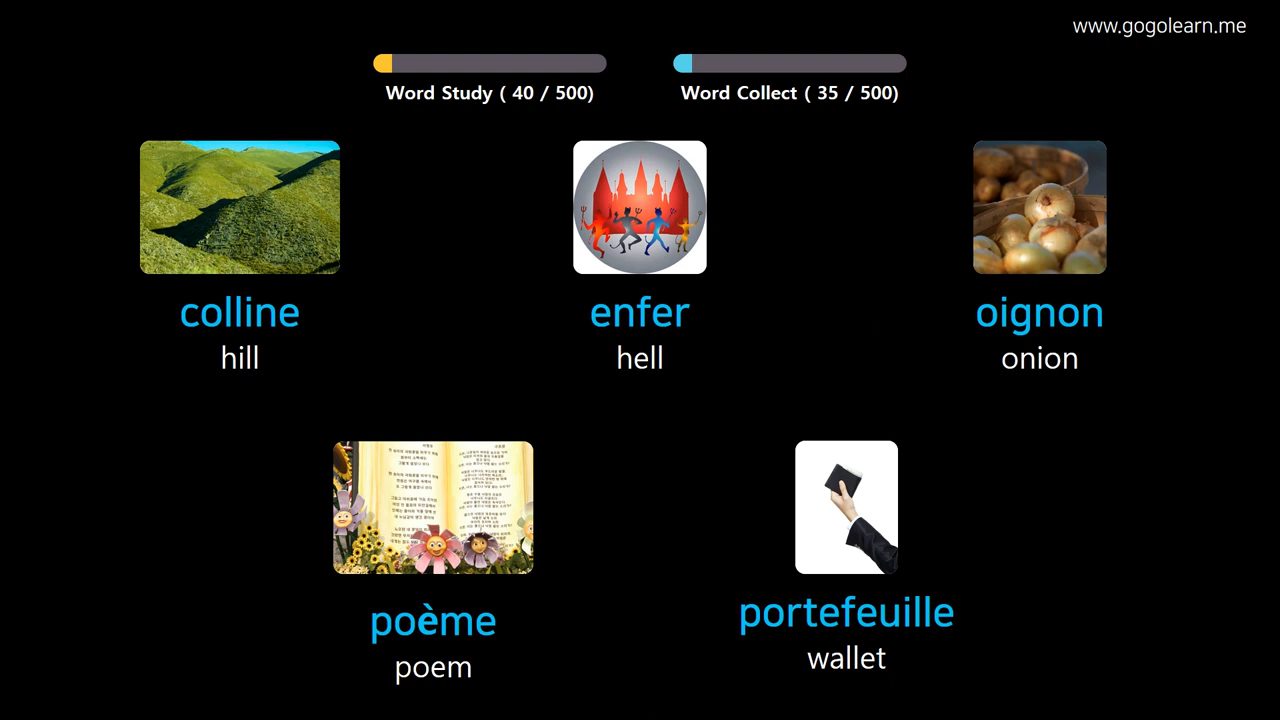 www.gogolearn.me
Word Study ( 40 / 500)
Word Collect ( 35 / 500)
colline
hill
enfer
hell
oignon
onion
poème
poem
portefeuille
wallet